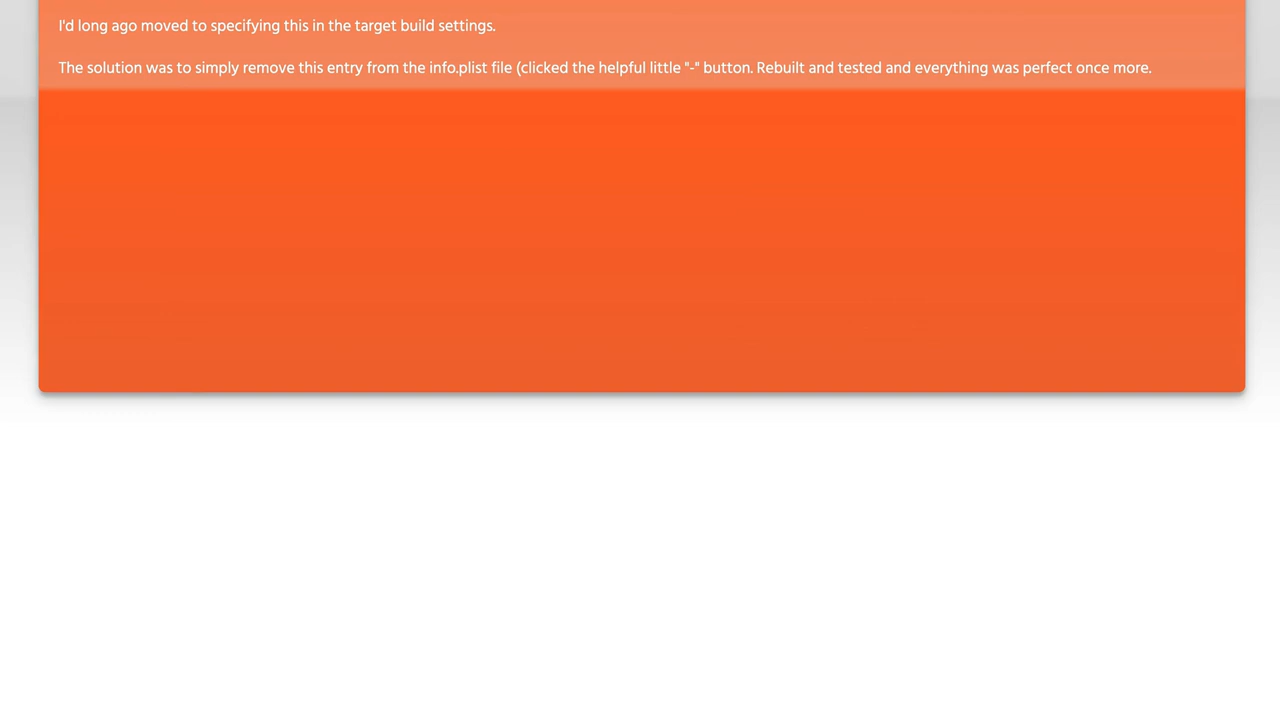 I'd long ago moved to specifying this in the target build settings.
The solution was to simply remove this entry from the info.plist file (clicked the helpful little "-" button. Rebuilt and tested and everything was perfect once more.